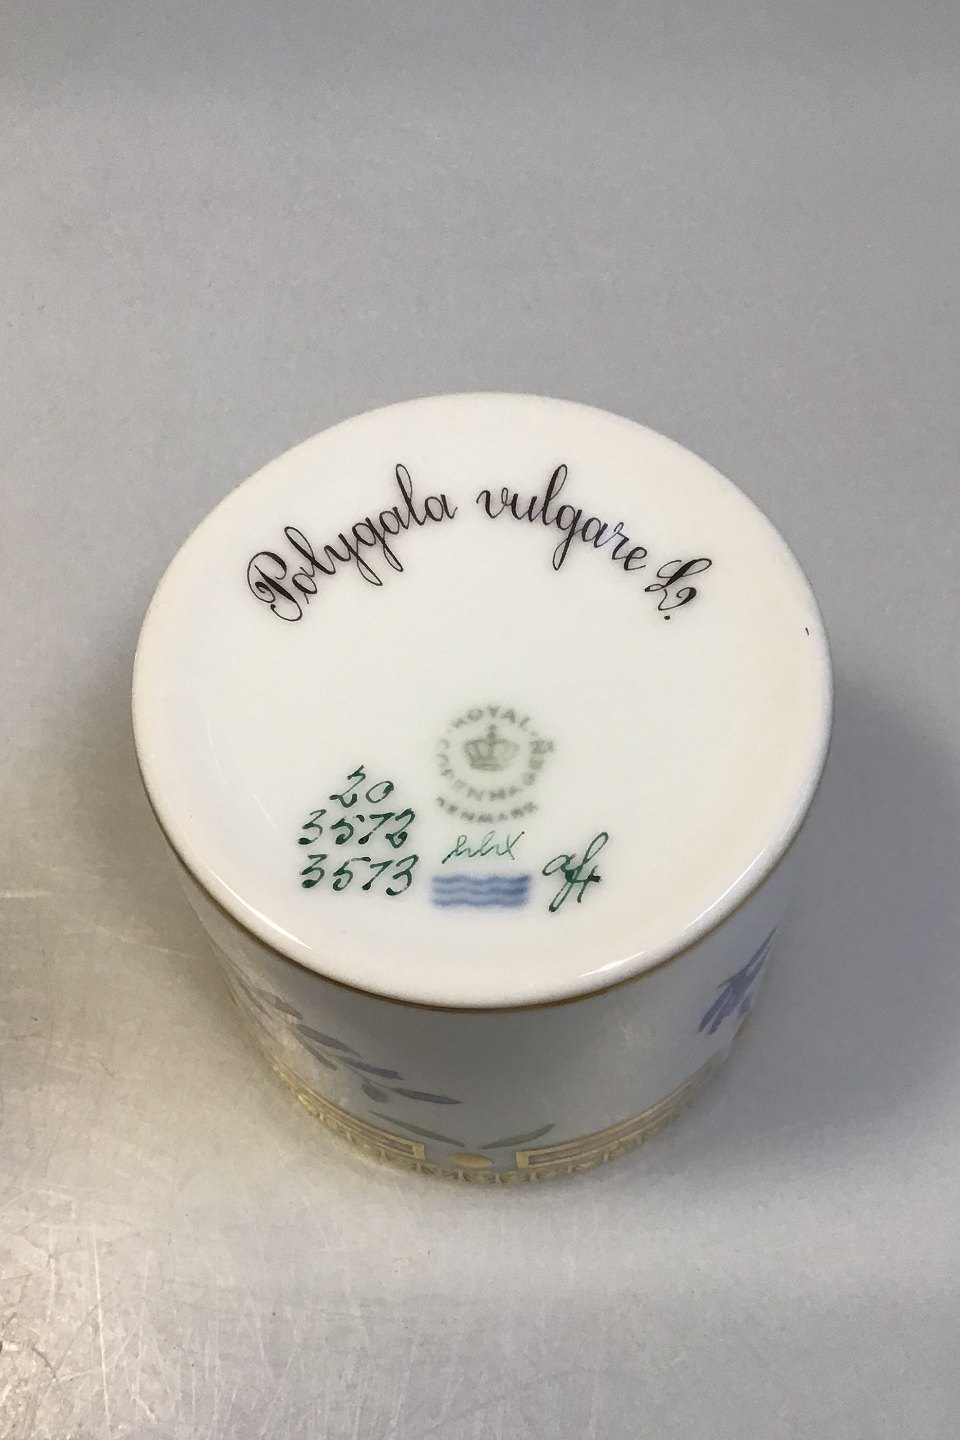 Polygala vulgare L.
ROYAL COPENHAGEN
DENMARK
20
3572
3573